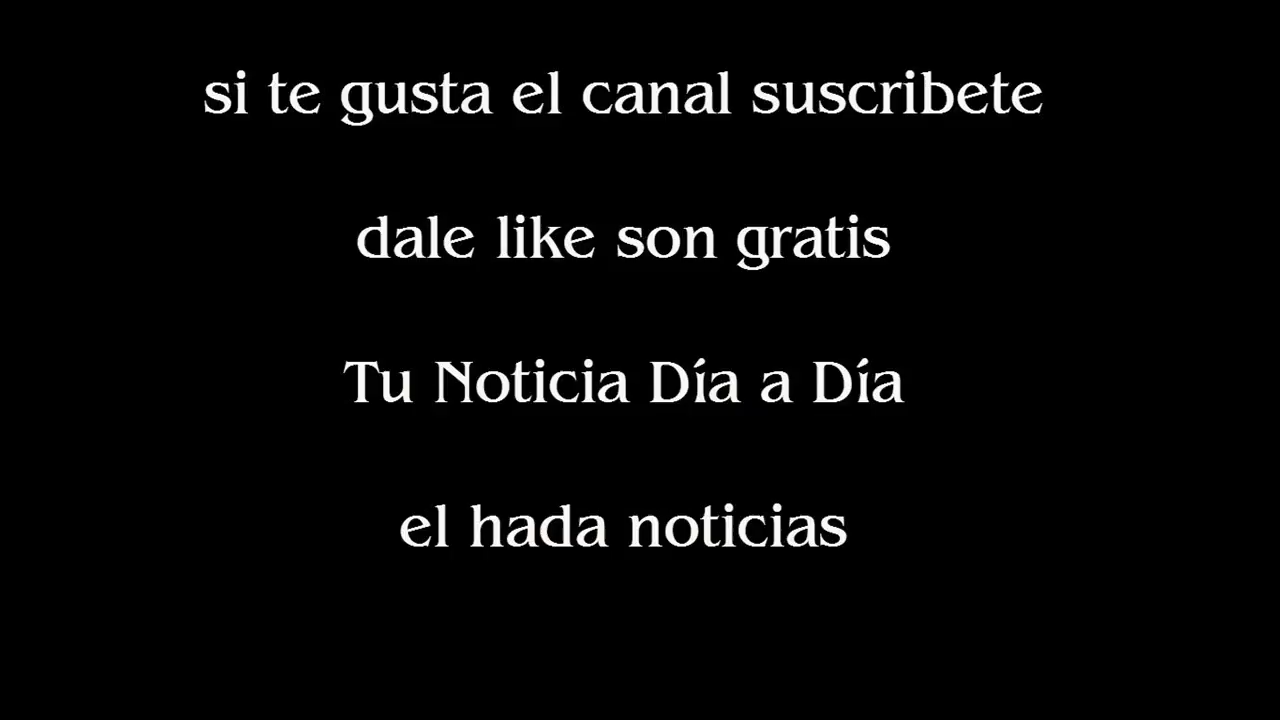 si te gusta el canal suscribete
dale like son gratis
Tu Noticia Día a Día
el hada noticias